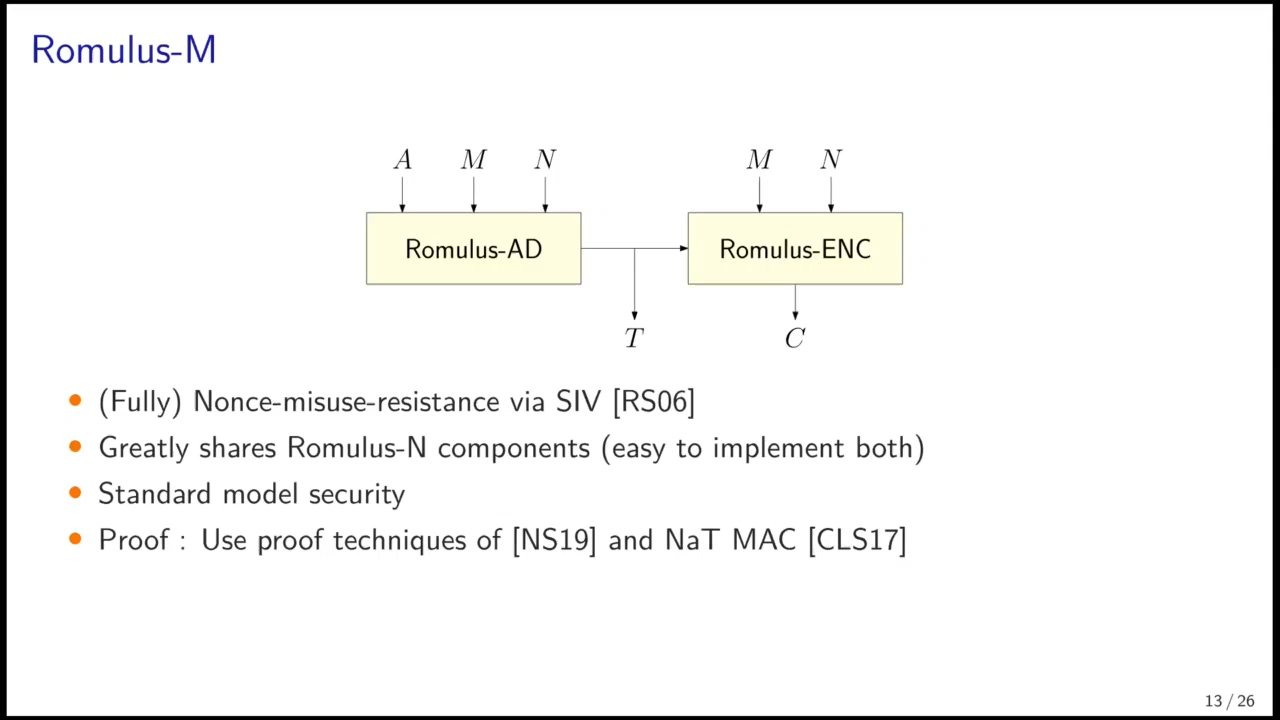 Romulus-M
A M N M N
Romulus-AD Romulus-ENC
T C
(Fully) Nonce-misuse-resistance via SIV [RS06]
Greatly shares Romulus-N components (easy to implement both)
Standard model security
Proof : Use proof techniques of [NS19] and NaT MAC [CLS17]
13 / 26